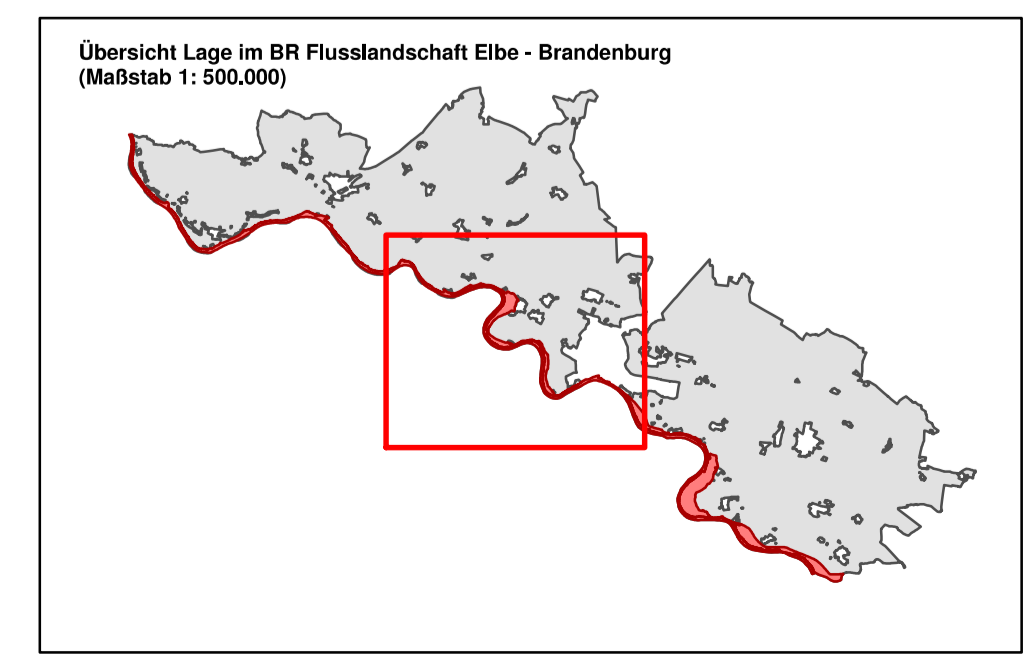 Übersicht Lage im BR Flusslandschaft Elbe - Brandenburg
(Maßstab 1: 500.000)